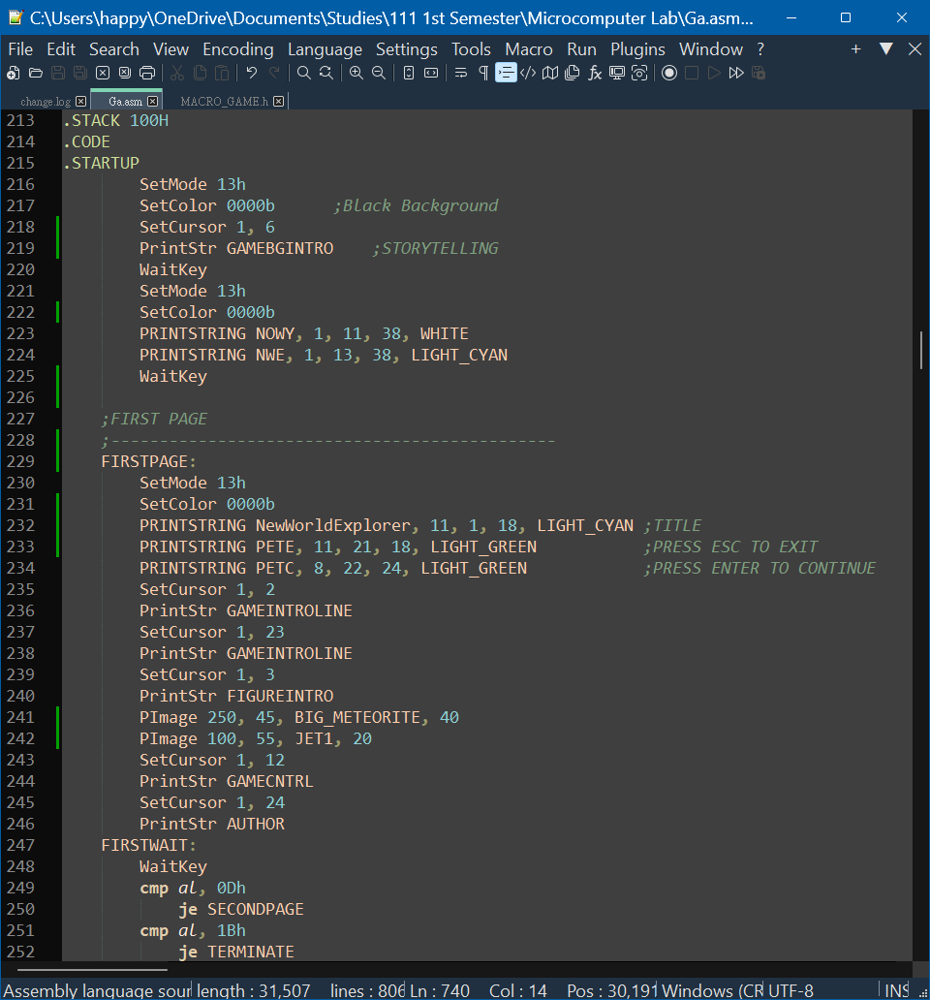 C:\Users\happy\OneDrive\Documents\Studies\111 1st Semester\Microcomputer Lab\Ga.asm...
File Edit Search View Encoding Language Settings Tools Macro Run Plugins Window ?
change.log Ga.asm MACRO_GAME.h
213 .STACK 100H
214 .CODE
215 .STARTUP
216 SetMode 13h
217 SetColor 0000b ;Black Background
218 SetCursor 1, 6
219 PrintStr GAMEBGINTRO ;STORYTELLING
220 WaitKey
221 SetMode 13h
222 SetColor 0000b
223 PRINTSTRING NOWY, 1, 11, 38, WHITE
224 PRINTSTRING NWE, 1, 13, 38, LIGHT_CYAN
225 WaitKey
226
227 ;FIRST PAGE
228 ;----------------------------------------------
229 FIRSTPAGE:
230 SetMode 13h
231 SetColor 0000b
232 PRINTSTRING NewWorldExplorer, 11, 1, 18, LIGHT_CYAN ;TITLE
233 PRINTSTRING PETE, 11, 21, 18, LIGHT_GREEN ;PRESS ESC TO EXIT
234 PRINTSTRING PETC, 8, 22, 24, LIGHT_GREEN ;PRESS ENTER TO CONTINUE
235 SetCursor 1, 2
236 PrintStr GAMEINTROLINE
237 SetCursor 1, 23
238 PrintStr GAMEINTROLINE
239 SetCursor 1, 3
240 PrintStr FIGUREINTRO
241 PImage 250, 45, BIG_METEORITE, 40
242 PImage 100, 55, JET1, 20
243 SetCursor 1, 12
244 PrintStr GAMECNTRL
245 SetCursor 1, 24
246 PrintStr AUTHOR
247 FIRSTWAIT:
248 WaitKey
249 cmp al, 0Dh
250 je SECONDPAGE
251 cmp al, 1Bh
252 je TERMINATE
Assembly language sour length : 31,507 lines : 806 Ln : 740 Col : 14 Pos : 30,191 Windows (CR UTF-8 INS